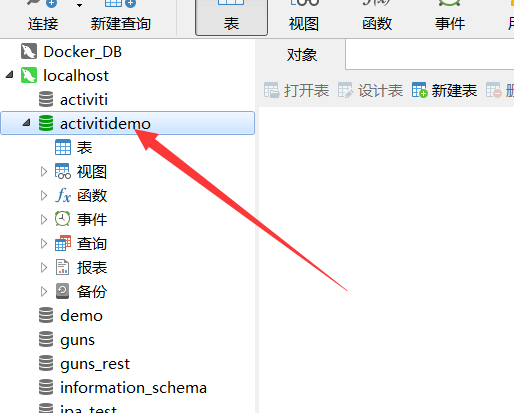 连接 新建查询 表 视图 函数 事件
Docker_DB
localhost
activiti
activitidemo
表
视图
函数
事件
查询
报表
备份
demo
guns
guns_rest
information_schema
对象
打开表 设计表 新建表